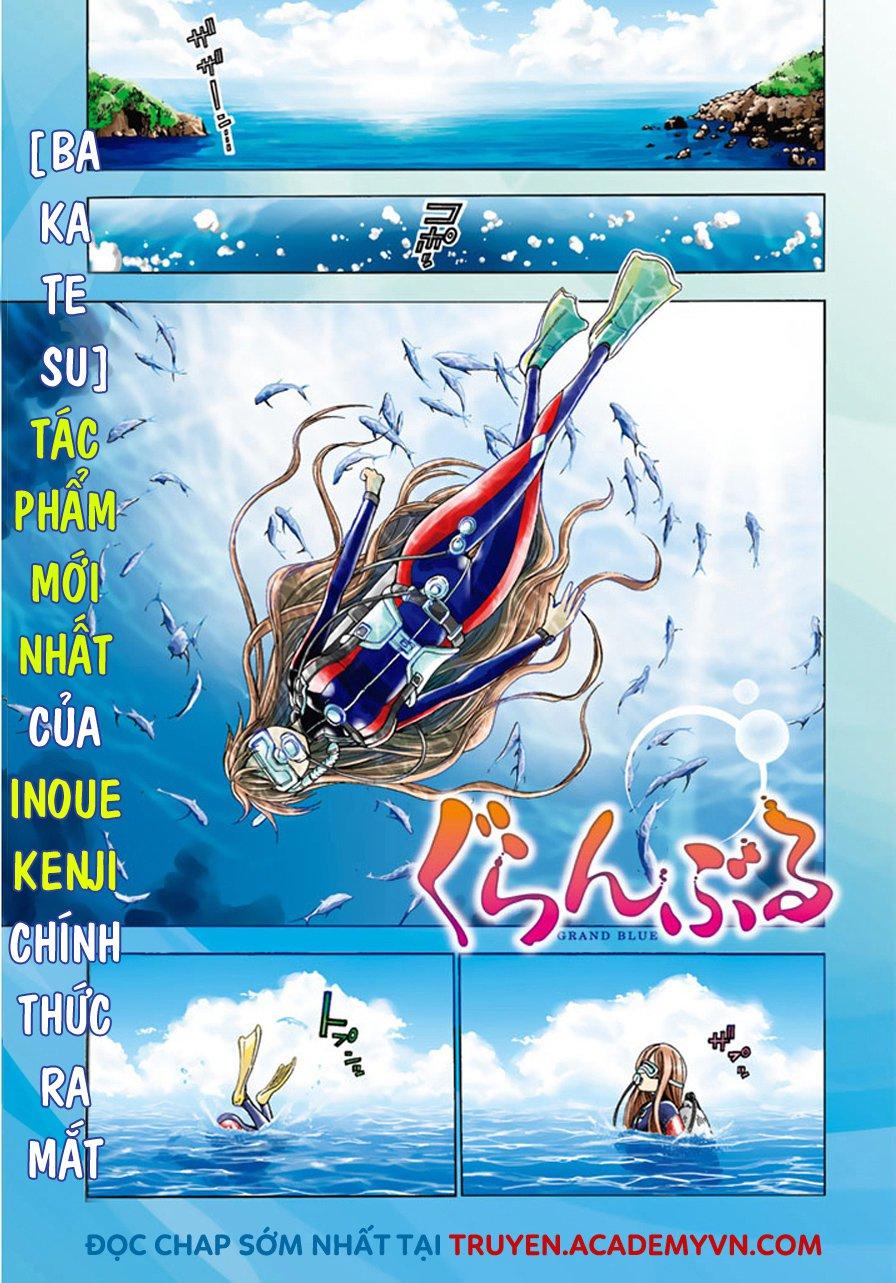 ザザーン…
コポ
[BA
KA
TE
SU]
TÁC
PHẨM
MỚI
NHẤT
CỦA
INOUE
KENJI
CHÍNH
THỨC
RA
MẮT
ぐらんぶる
GRAND BLUE
トプン
ザプ
ĐỌC CHAP SỚM NHẤT TẠI TRUYEN.ACADEMYVN.COM